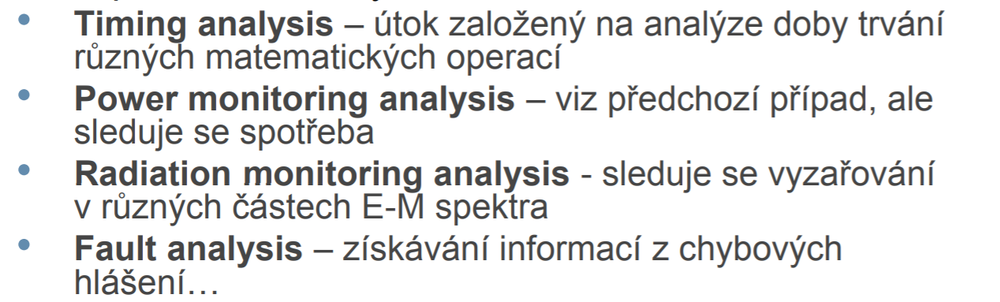 • Timing analysis – útok založený na analýze doby trvání
různých matematických operací
• Power monitoring analysis – viz předchozí případ, ale
sleduje se spotřeba
• Radiation monitoring analysis - sleduje se vyzařování
v různých částech E-M spektra
• Fault analysis – získávání informací z chybových
hlášení…